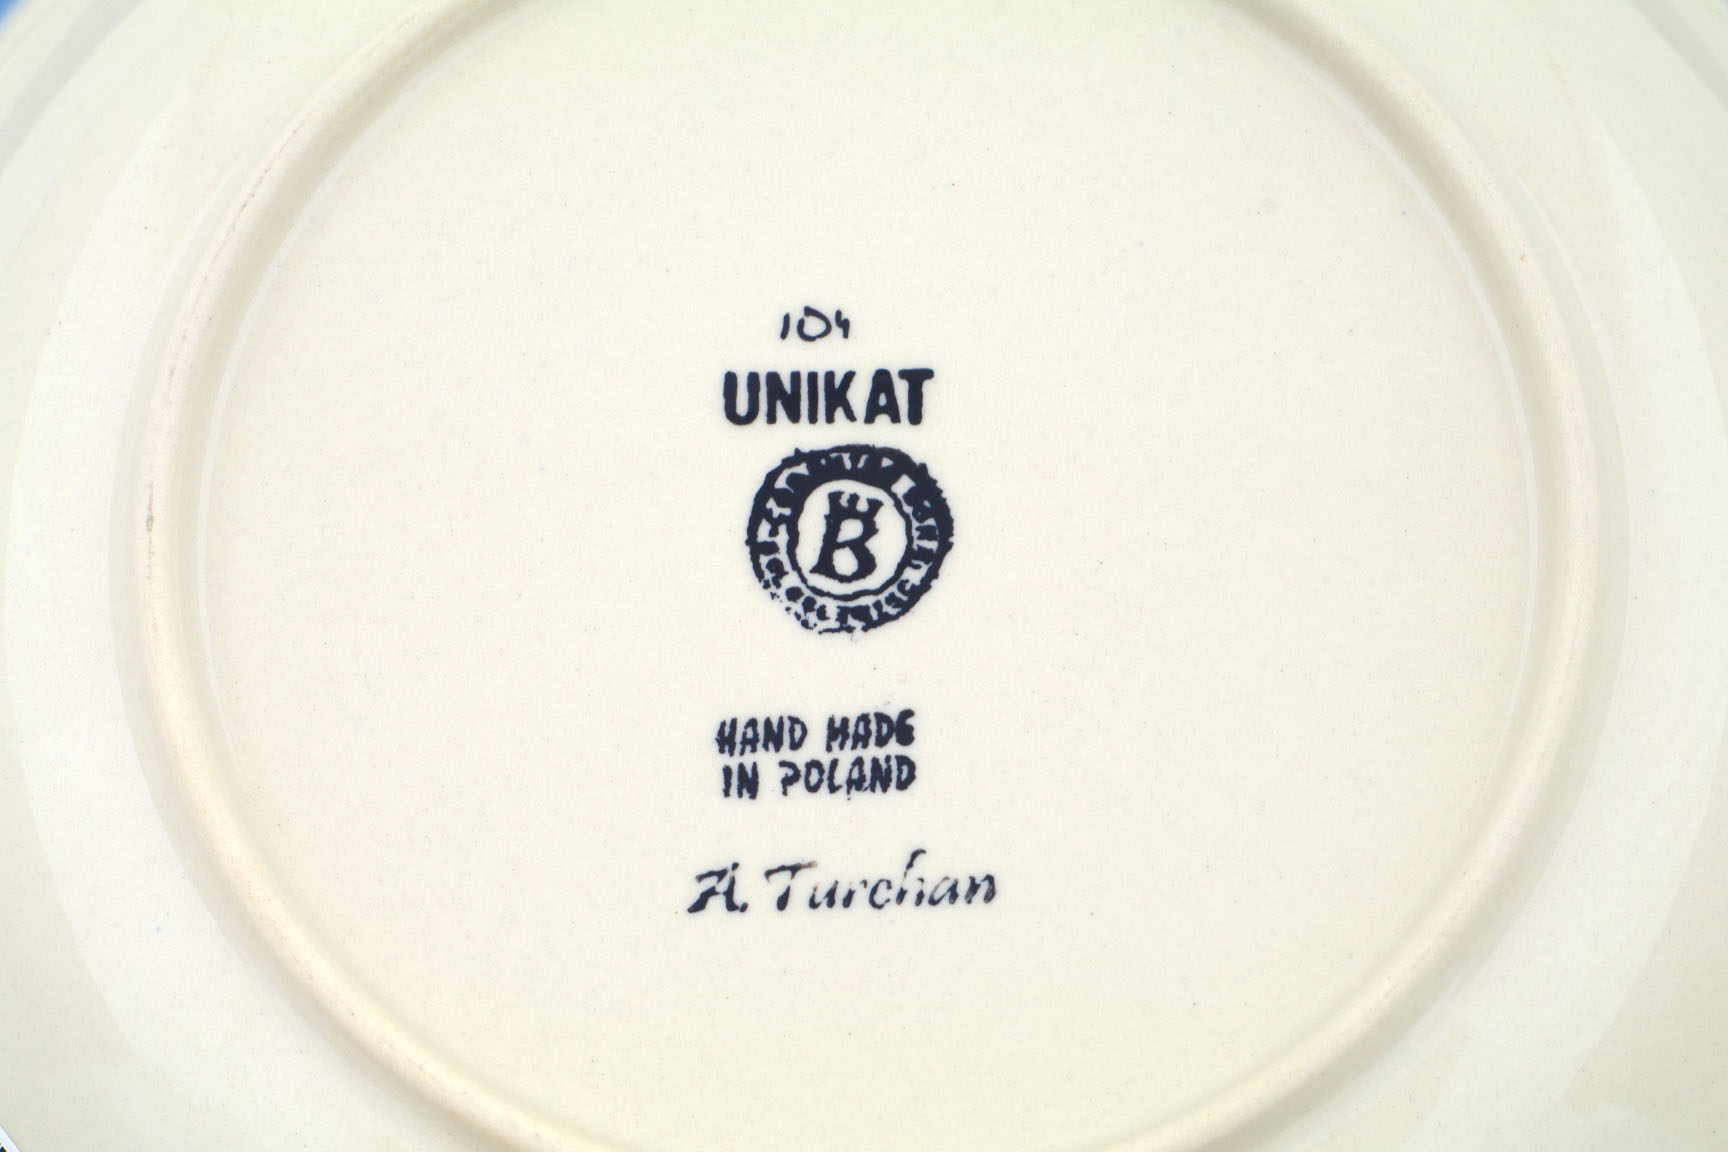 104
UNIKAT
B
HAND MADE
IN POLAND
A. Turchan